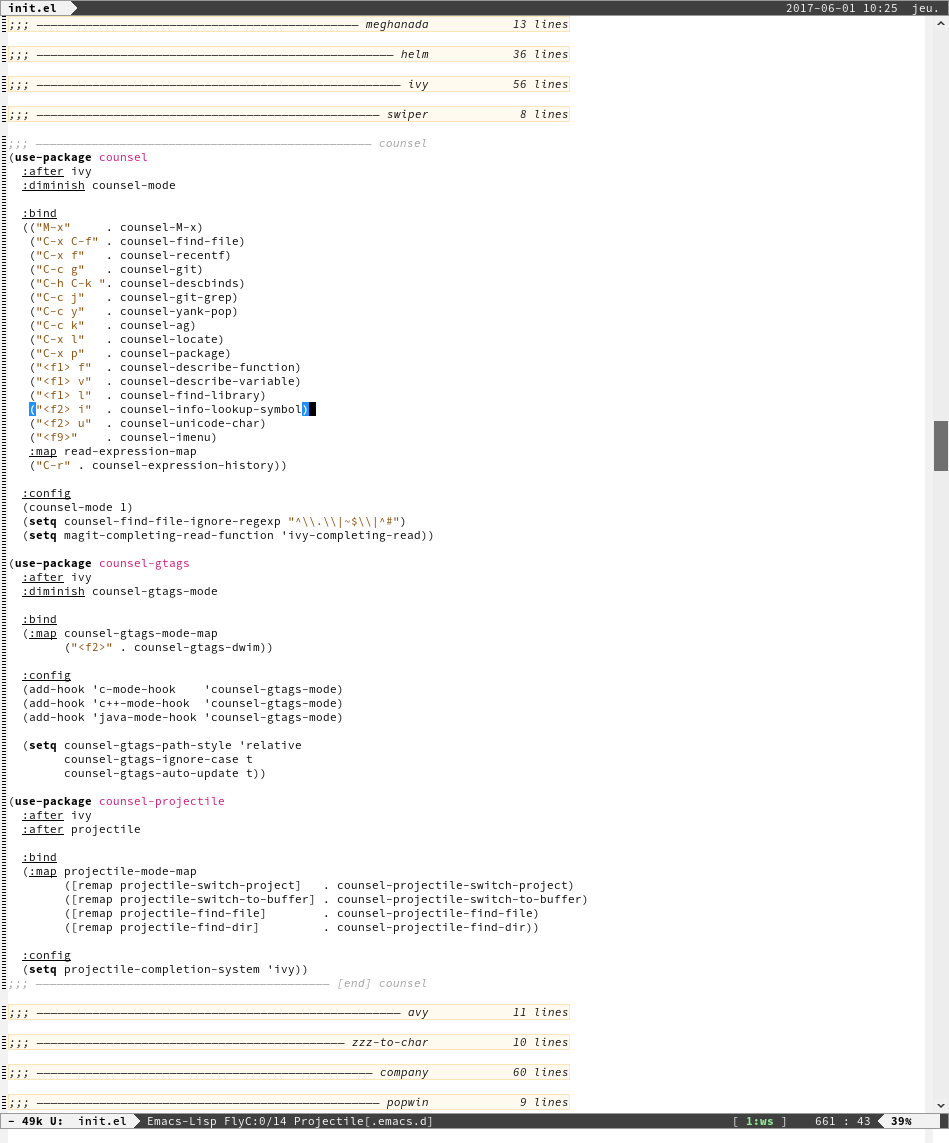 init.el 2017-06-01 10:25 jeu.
;;; —————————————————————————————————————————————— meghanada 13 lines
;;; ——————————————————————————————————————————————————— helm 36 lines
;;; ———————————————————————————————————————————————————— ivy 56 lines
;;; ————————————————————————————————————————————————— swiper 8 lines
;;; ———————————————————————————————————————————————— counsel
(use-package counsel
  :after ivy
  :diminish counsel-mode
  :bind
  (("M-x"     . counsel-M-x)
   ("C-x C-f" . counsel-find-file)
   ("C-x f"   . counsel-recentf)
   ("C-c g"   . counsel-git)
   ("C-h C-k ". counsel-descbinds)
   ("C-c j"   . counsel-git-grep)
   ("C-c y"   . counsel-yank-pop)
   ("C-c k"   . counsel-ag)
   ("C-x l"   . counsel-locate)
   ("C-x p"   . counsel-package)
   ("<f1> f"  . counsel-describe-function)
   ("<f1> v"  . counsel-describe-variable)
   ("<f1> l"  . counsel-find-library)
   ("<f2> i"  . counsel-info-lookup-symbol)
   ("<f2> u"  . counsel-unicode-char)
   ("<f9>"    . counsel-imenu)
   :map read-expression-map
   ("C-r" . counsel-expression-history))
  :config
  (counsel-mode 1)
  (setq counsel-find-file-ignore-regexp "^\\.\\|~$\\|^#")
  (setq magit-completing-read-function 'ivy-completing-read))
(use-package counsel-gtags
  :after ivy
  :diminish counsel-gtags-mode
  :bind
  (:map counsel-gtags-mode-map
        ("<f2>" . counsel-gtags-dwim))
  :config
  (add-hook 'c-mode-hook    'counsel-gtags-mode)
  (add-hook 'c++-mode-hook  'counsel-gtags-mode)
  (add-hook 'java-mode-hook 'counsel-gtags-mode)
  (setq counsel-gtags-path-style 'relative
        counsel-gtags-ignore-case t
        counsel-gtags-auto-update t))
(use-package counsel-projectile
  :after ivy
  :after projectile
  :bind
  (:map projectile-mode-map
        ([remap projectile-switch-project]   . counsel-projectile-switch-project)
        ([remap projectile-switch-to-buffer] . counsel-projectile-switch-to-buffer)
        ([remap projectile-find-file]        . counsel-projectile-find-file)
        ([remap projectile-find-dir]         . counsel-projectile-find-dir))
  :config
  (setq projectile-completion-system 'ivy))
;;; —————————————————————————————————————————— [end] counsel
;;; ———————————————————————————————————————————————————— avy 11 lines
;;; ———————————————————————————————————————————— zzz-to-char 10 lines
;;; ———————————————————————————————————————————————— company 60 lines
;;; —————————————————————————————————————————————————— popwin 9 lines
- 49k U: init.el Emacs-Lisp FlyC:0/14 Projectile[.emacs.d] [ 1:ws ] 661 : 43 39%